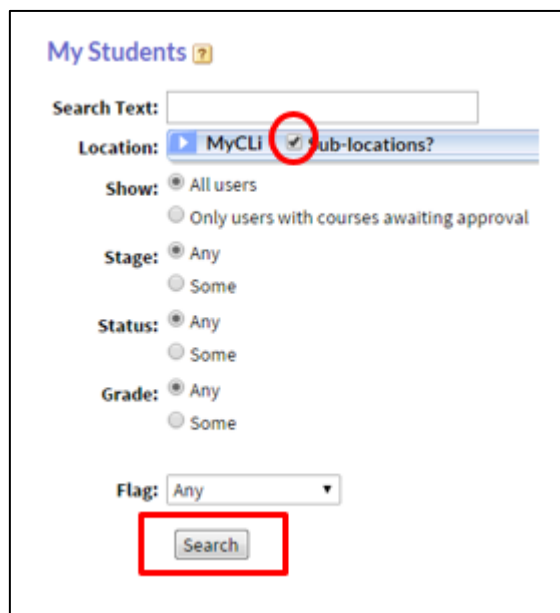 My Students ?
Search Text:
Location: MyCLi Sub-locations?
Show: All users
Only users with courses awaiting approval
Stage: Any
Some
Status: Any
Some
Grade: Any
Some
Flag: Any
Search